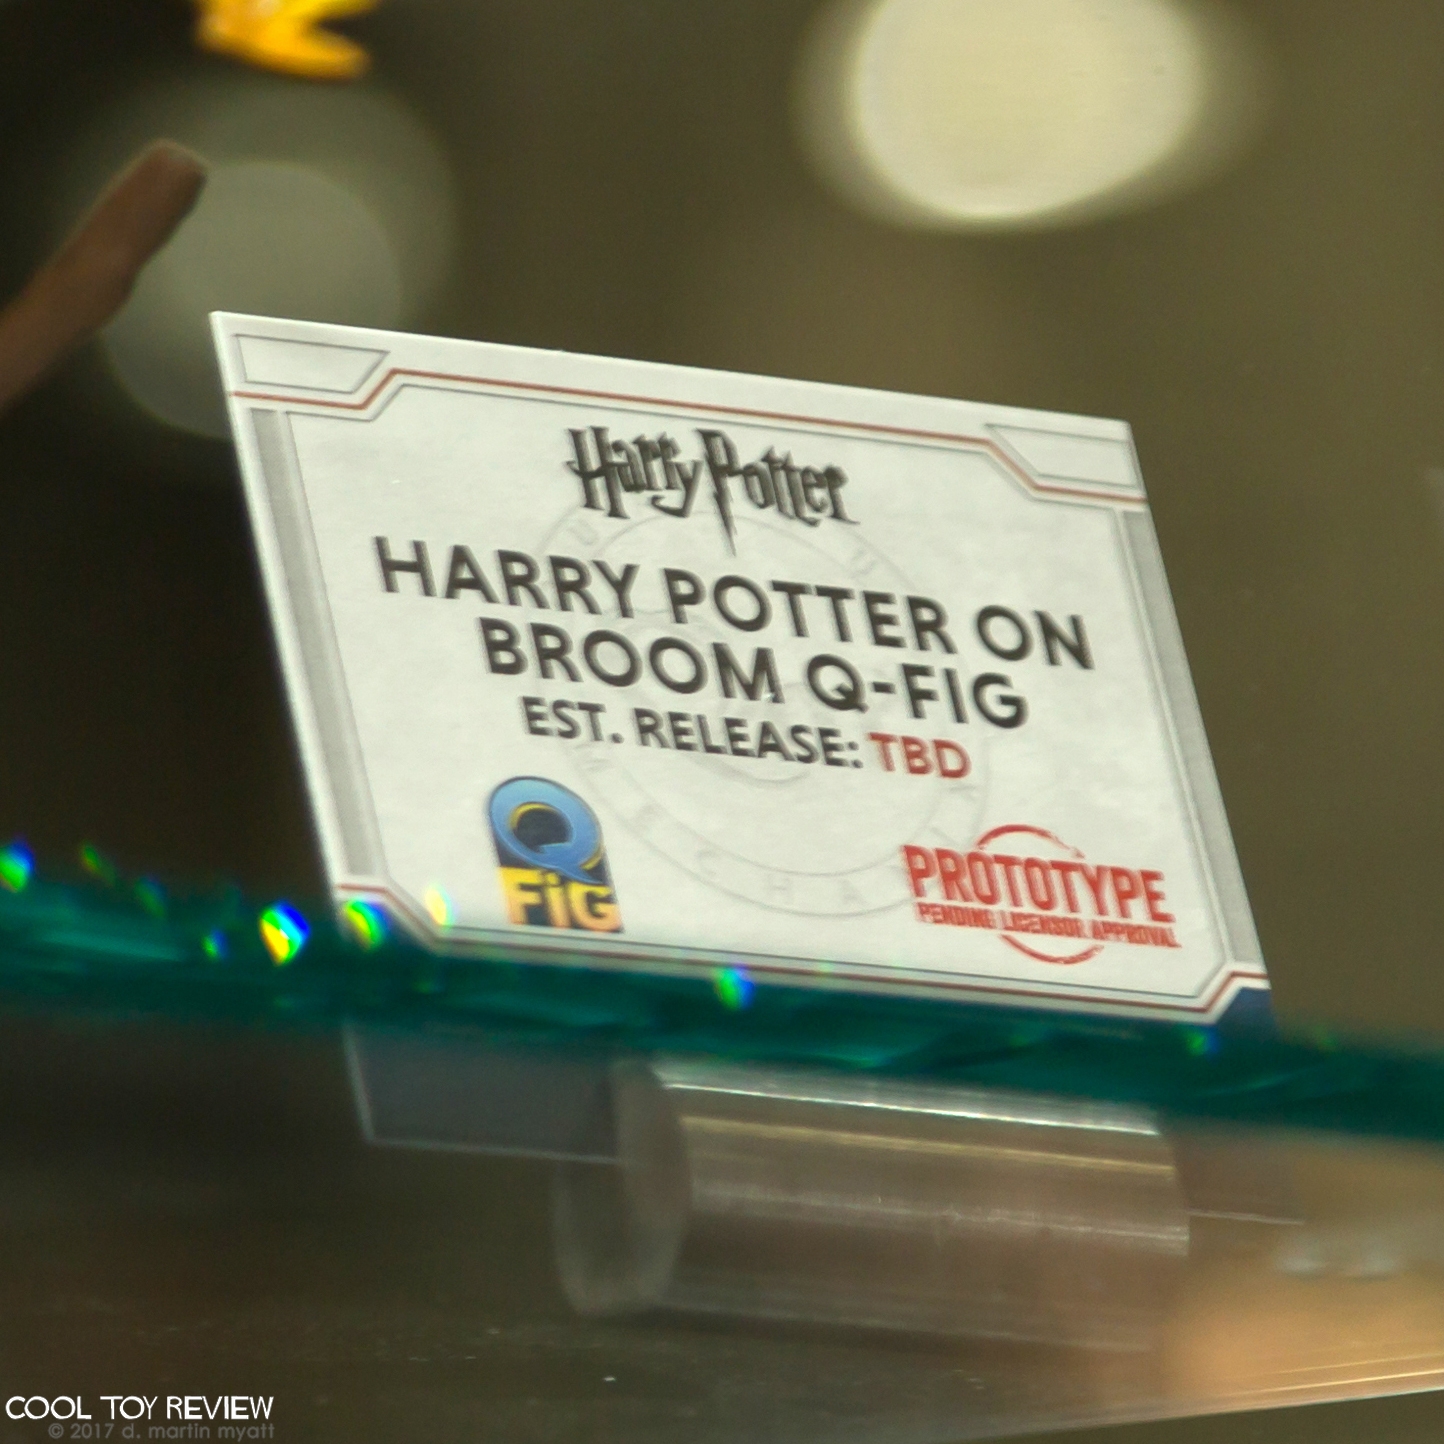 Harry Potter
HARRY POTTER ON
BROOM Q-FIG
EST. RELEASE: TBD
Q
FiG
PROTOTYPE
PENDING LICENSOR APPROVAL
COOL TOY REVIEW
© 2017 d. martin myatt